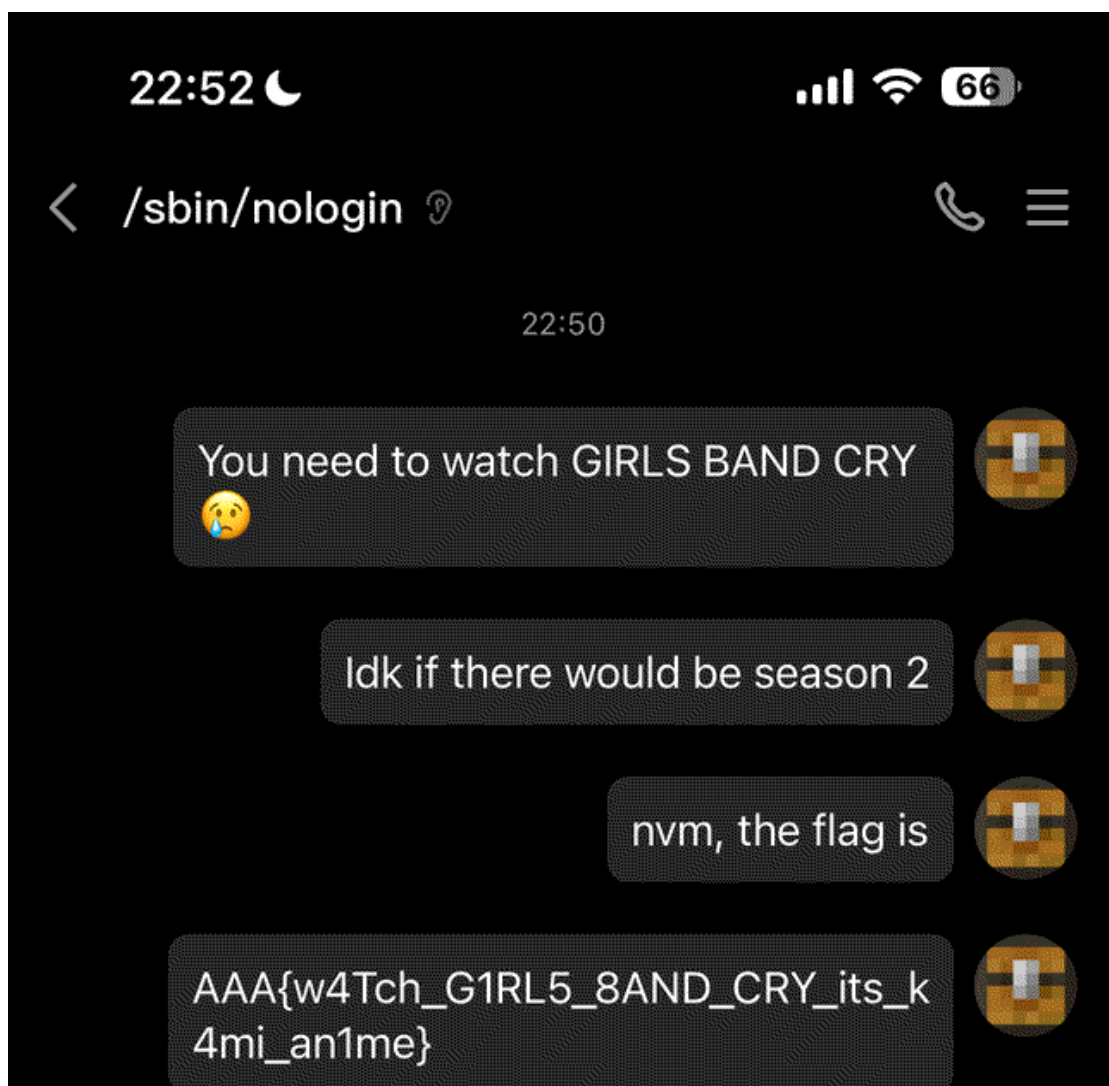 22:52
66
/sbin/nologin
22:50
You need to watch GIRLS BAND CRY
😢
Idk if there would be season 2
nvm, the flag is
AAA{w4Tch_G1RL5_8AND_CRY_its_k
4mi_an1me}